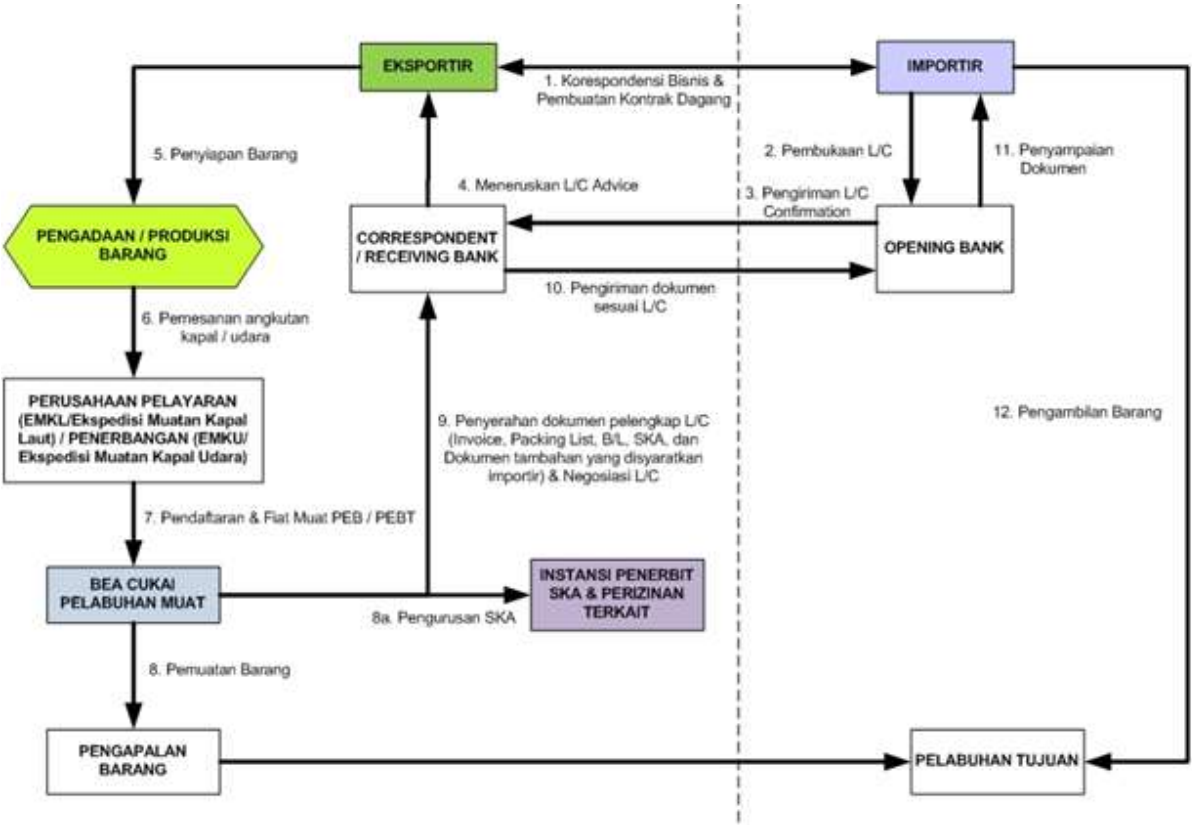 EKSPORTIR
IMPORTIR
1. Korespondensi Bisnis &
Pembuatan Kontrak Dagang
5. Penyiapan Barang
2. Pembukaan L/C
11. Penyampaian
Dokumen
4. Meneruskan L/C Advice
3. Pengiriman L/C
Confirmation
PENGADAAN / PRODUKSI
BARANG
CORRESPONDENT
/ RECEIVING BANK
OPENING BANK
10. Pengiriman dokumen
sesuai L/C
6. Pemesanan angkutan
kapal / udara
PERUSAHAAN PELAYARAN
(EMKL/Ekspedisi Muatan Kapal
Laut) / PENERBANGAN (EMKU/
Ekspedisi Muatan Kapal Udara)
9. Penyerahan dokumen pelengkap L/C
(Invoice, Packing List, B/L, SKA, dan
Dokumen tambahan yang disyaratkan
importir) & Negosiasi L/C
12. Pengambilan Barang
7. Pendaftaran & Fiat Muat PEB / PEBT
BEA CUKAI
PELABUHAN MUAT
INSTANSI PENERBIT
SKA & PERIZINAN
TERKAIT
8a. Pengurusan SKA
8. Pemuatan Barang
PENGAPALAN
BARANG
PELABUHAN TUJUAN